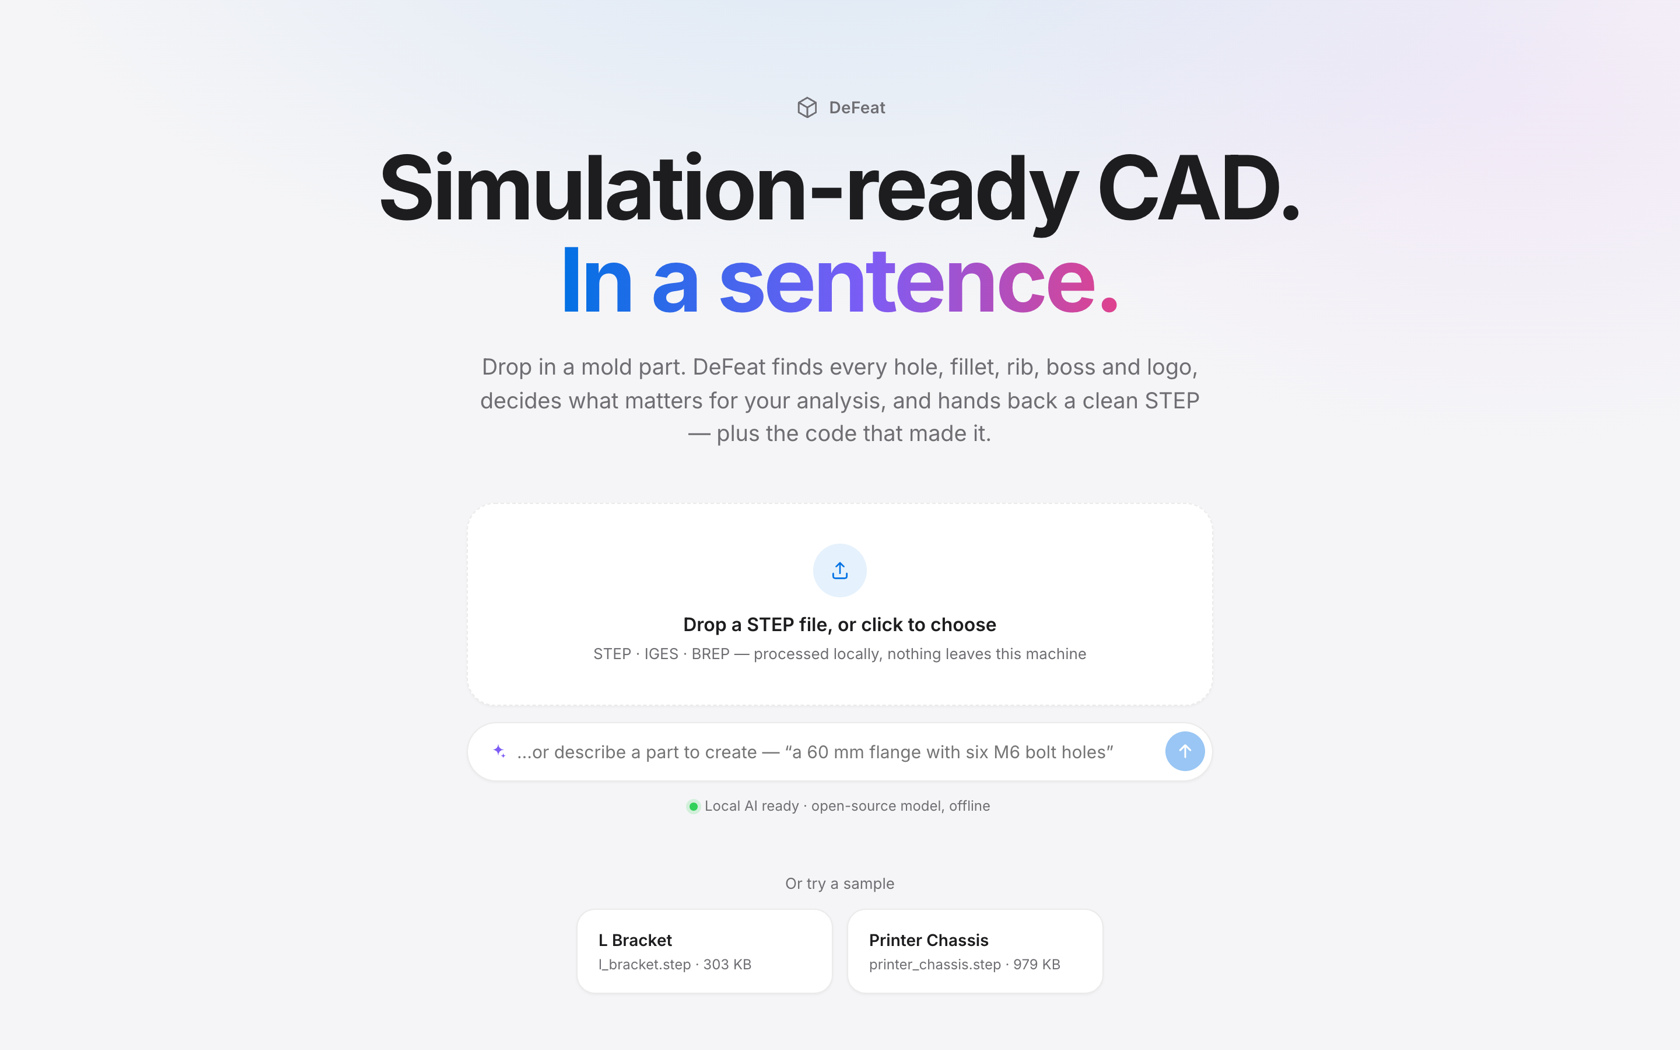 DeFeat
Simulation-ready CAD.
In a sentence.
Drop in a mold part. DeFeat finds every hole, fillet, rib, boss and logo,
decides what matters for your analysis, and hands back a clean STEP
— plus the code that made it.
Drop a STEP file, or click to choose
STEP · IGES · BREP — processed locally, nothing leaves this machine
...or describe a part to create — “a 60 mm flange with six M6 bolt holes”
Local AI ready · open-source model, offline
Or try a sample
L Bracket
l_bracket.step · 303 KB
Printer Chassis
printer_chassis.step · 979 KB